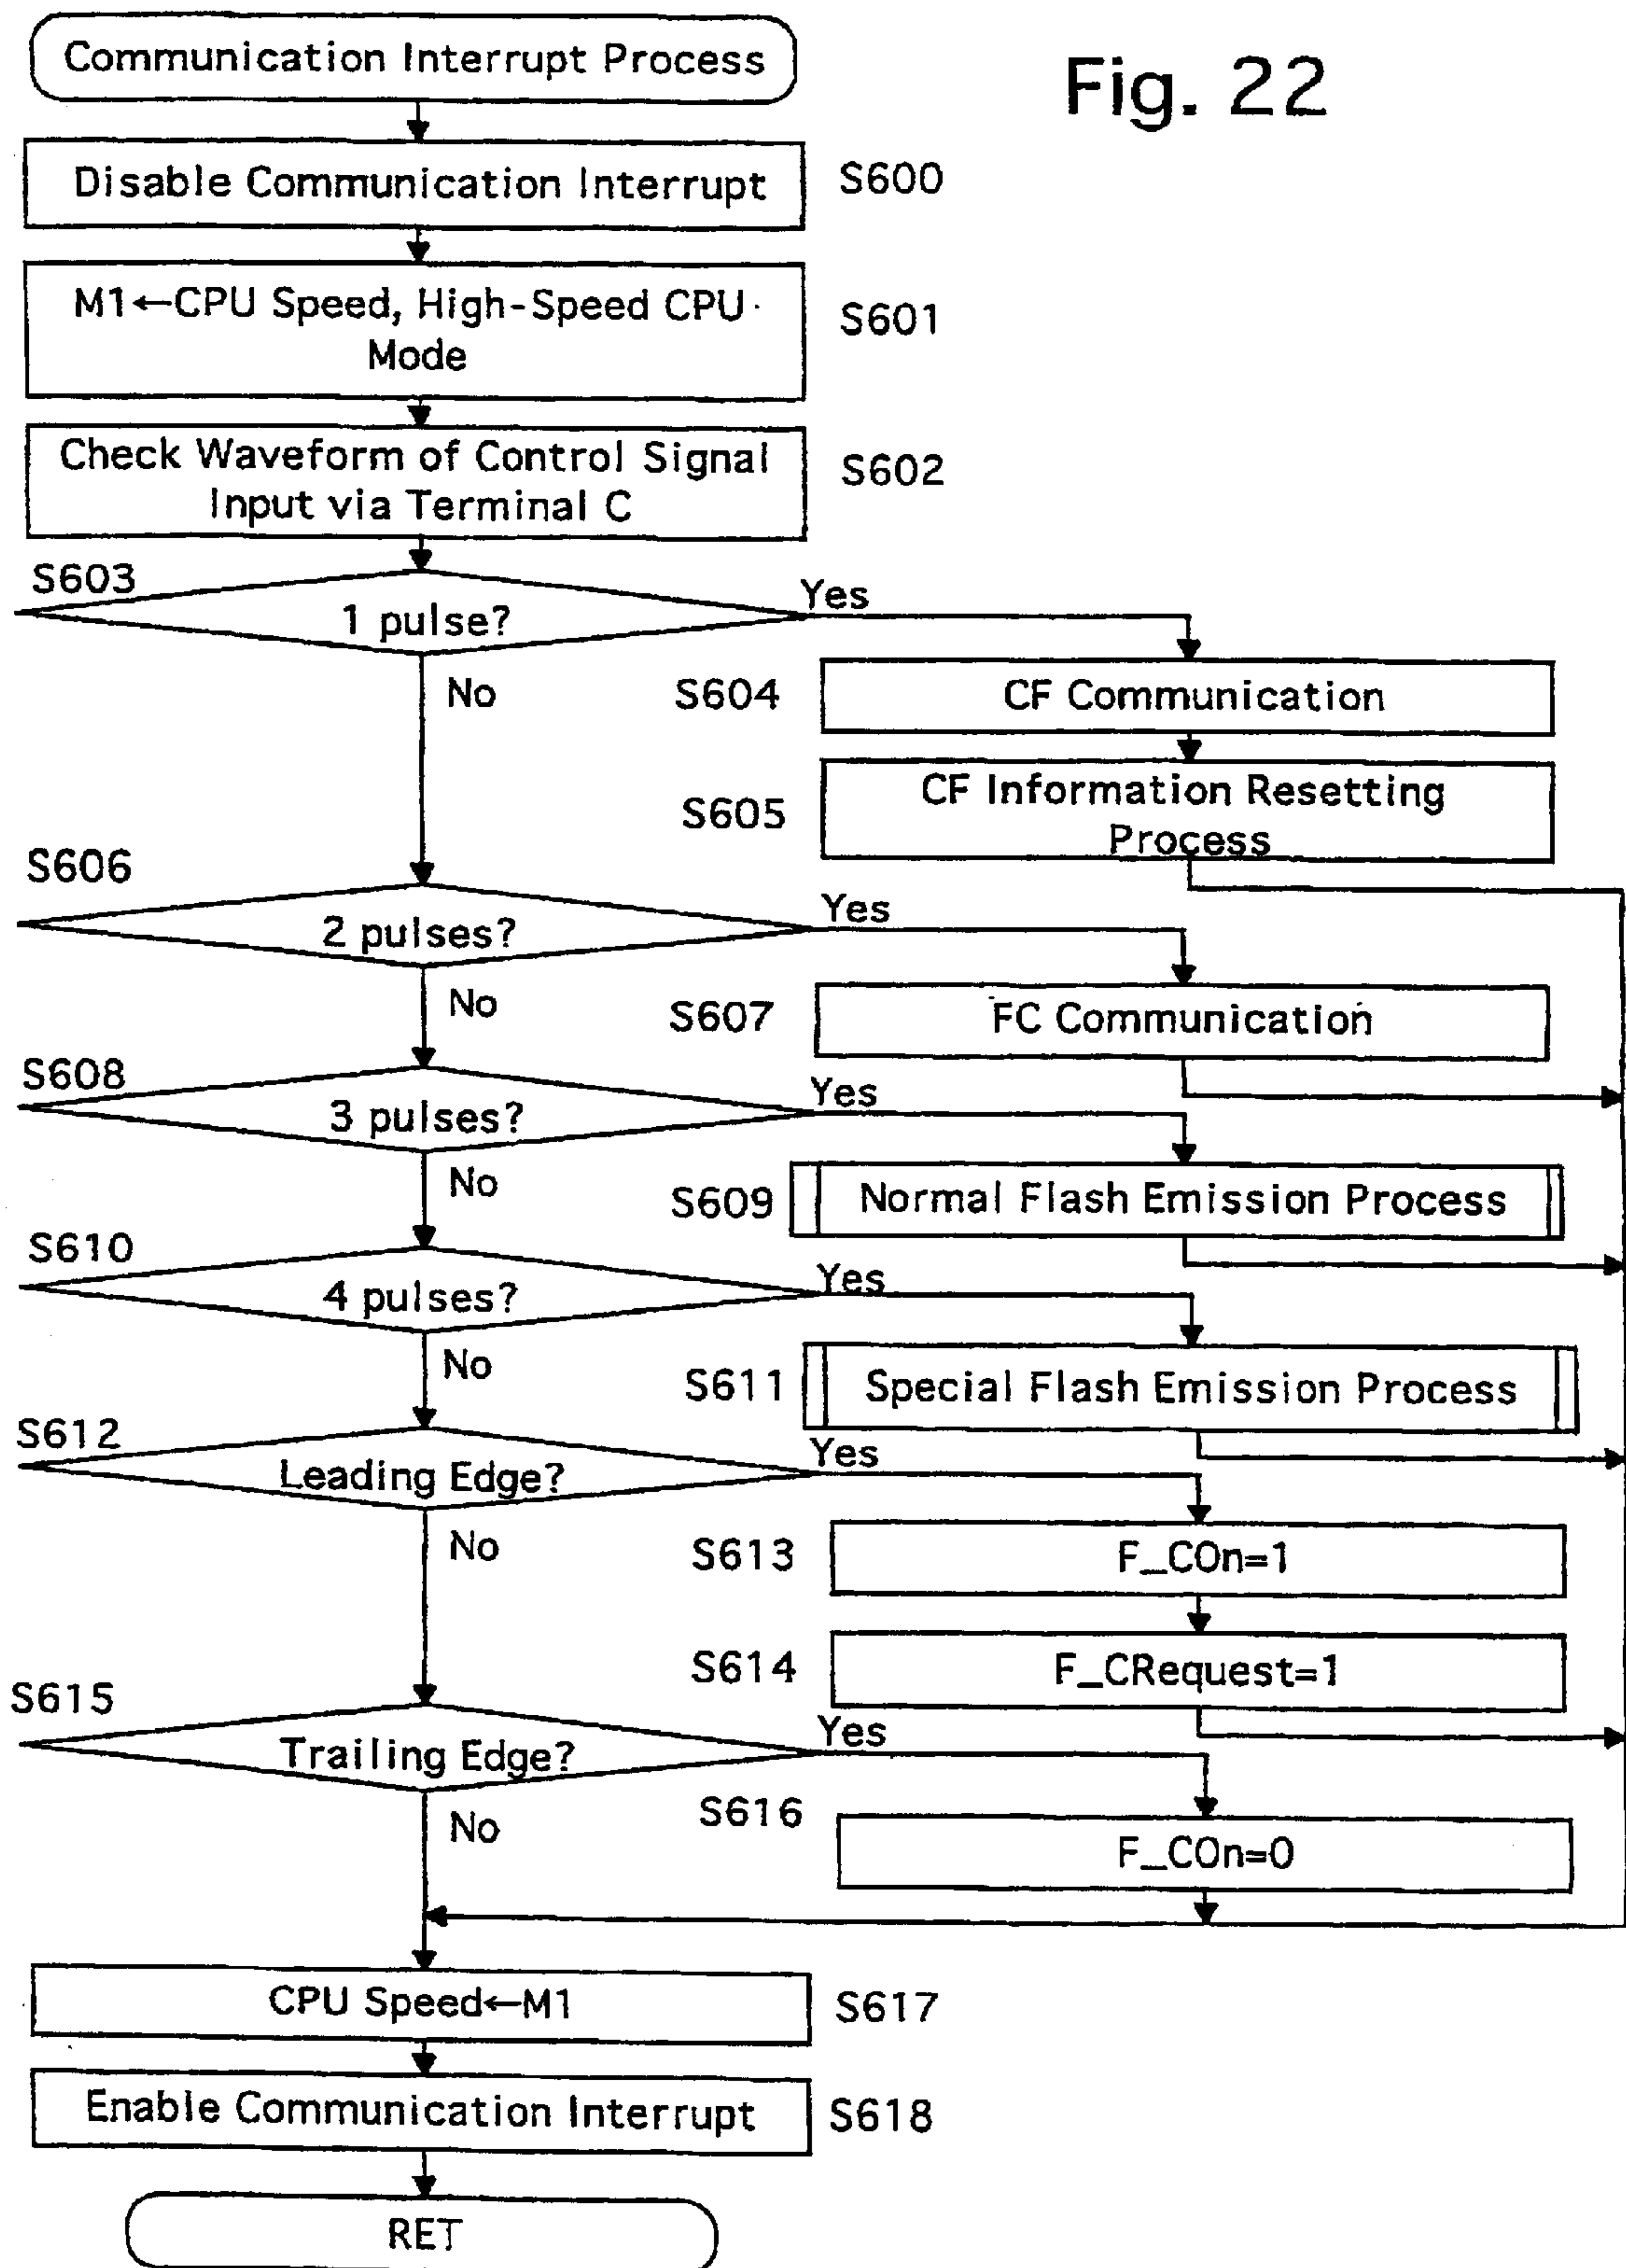 Communication Interrupt Process
Fig. 22
Disable Communication Interrupt
S600
M1←CPU Speed, High-Speed CPU
Mode
S601
Check Waveform of Control Signal
Input via Terminal C
S602
S603
1 pulse?
Yes
No
S604
CF Communication
S605
CF Information Resetting
Process
S606
2 pulses?
Yes
No
S607
FC Communication
S608
3 pulses?
Yes
No
S609
Normal Flash Emission Process
S610
4 pulses?
Yes
No
S611
Special Flash Emission Process
S612
Leading Edge?
Yes
No
S613
F_COn=1
S614
F_CRequest=1
S615
Trailing Edge?
Yes
No
S616
F_COn=0
CPU Speed←M1
S617
Enable Communication Interrupt
S618
RET